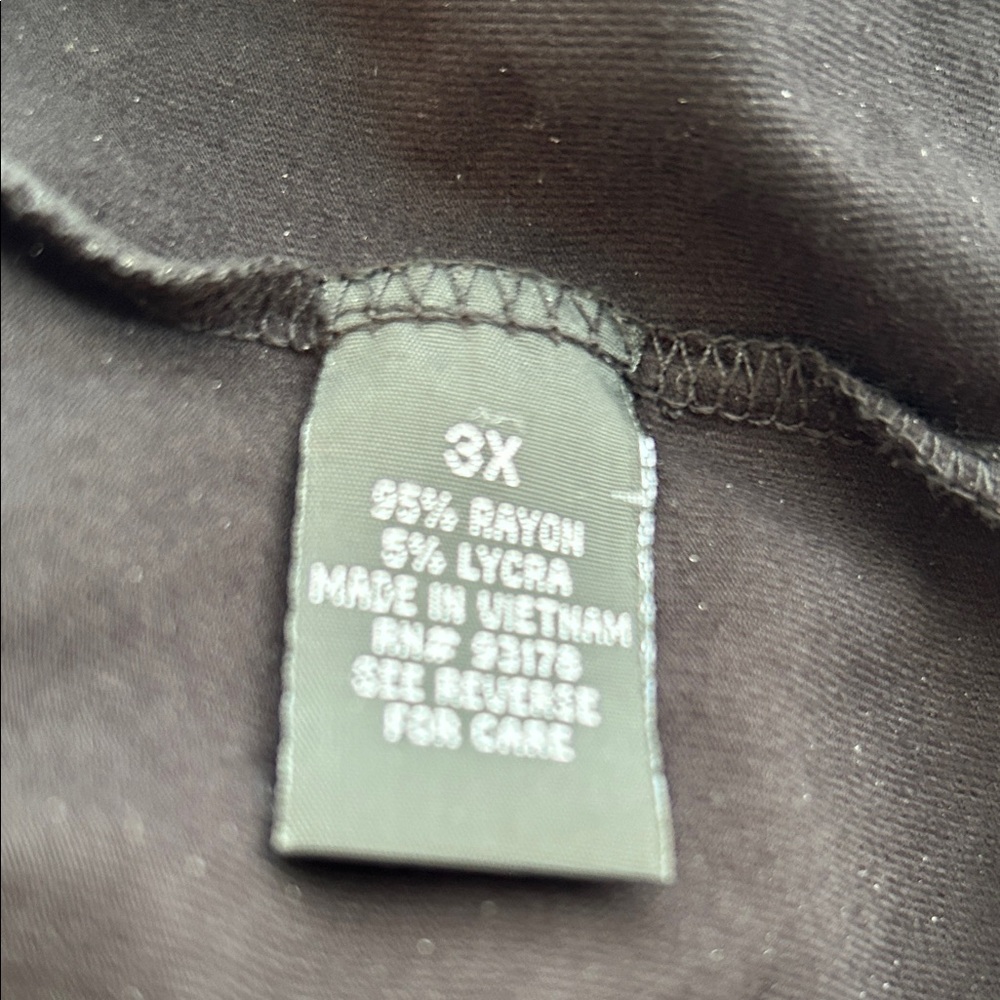 3X
95% RAYON
5% LYCRA
MADE IN VIETNAM
RN# 93178
SEE REVERSE
FOR CARE